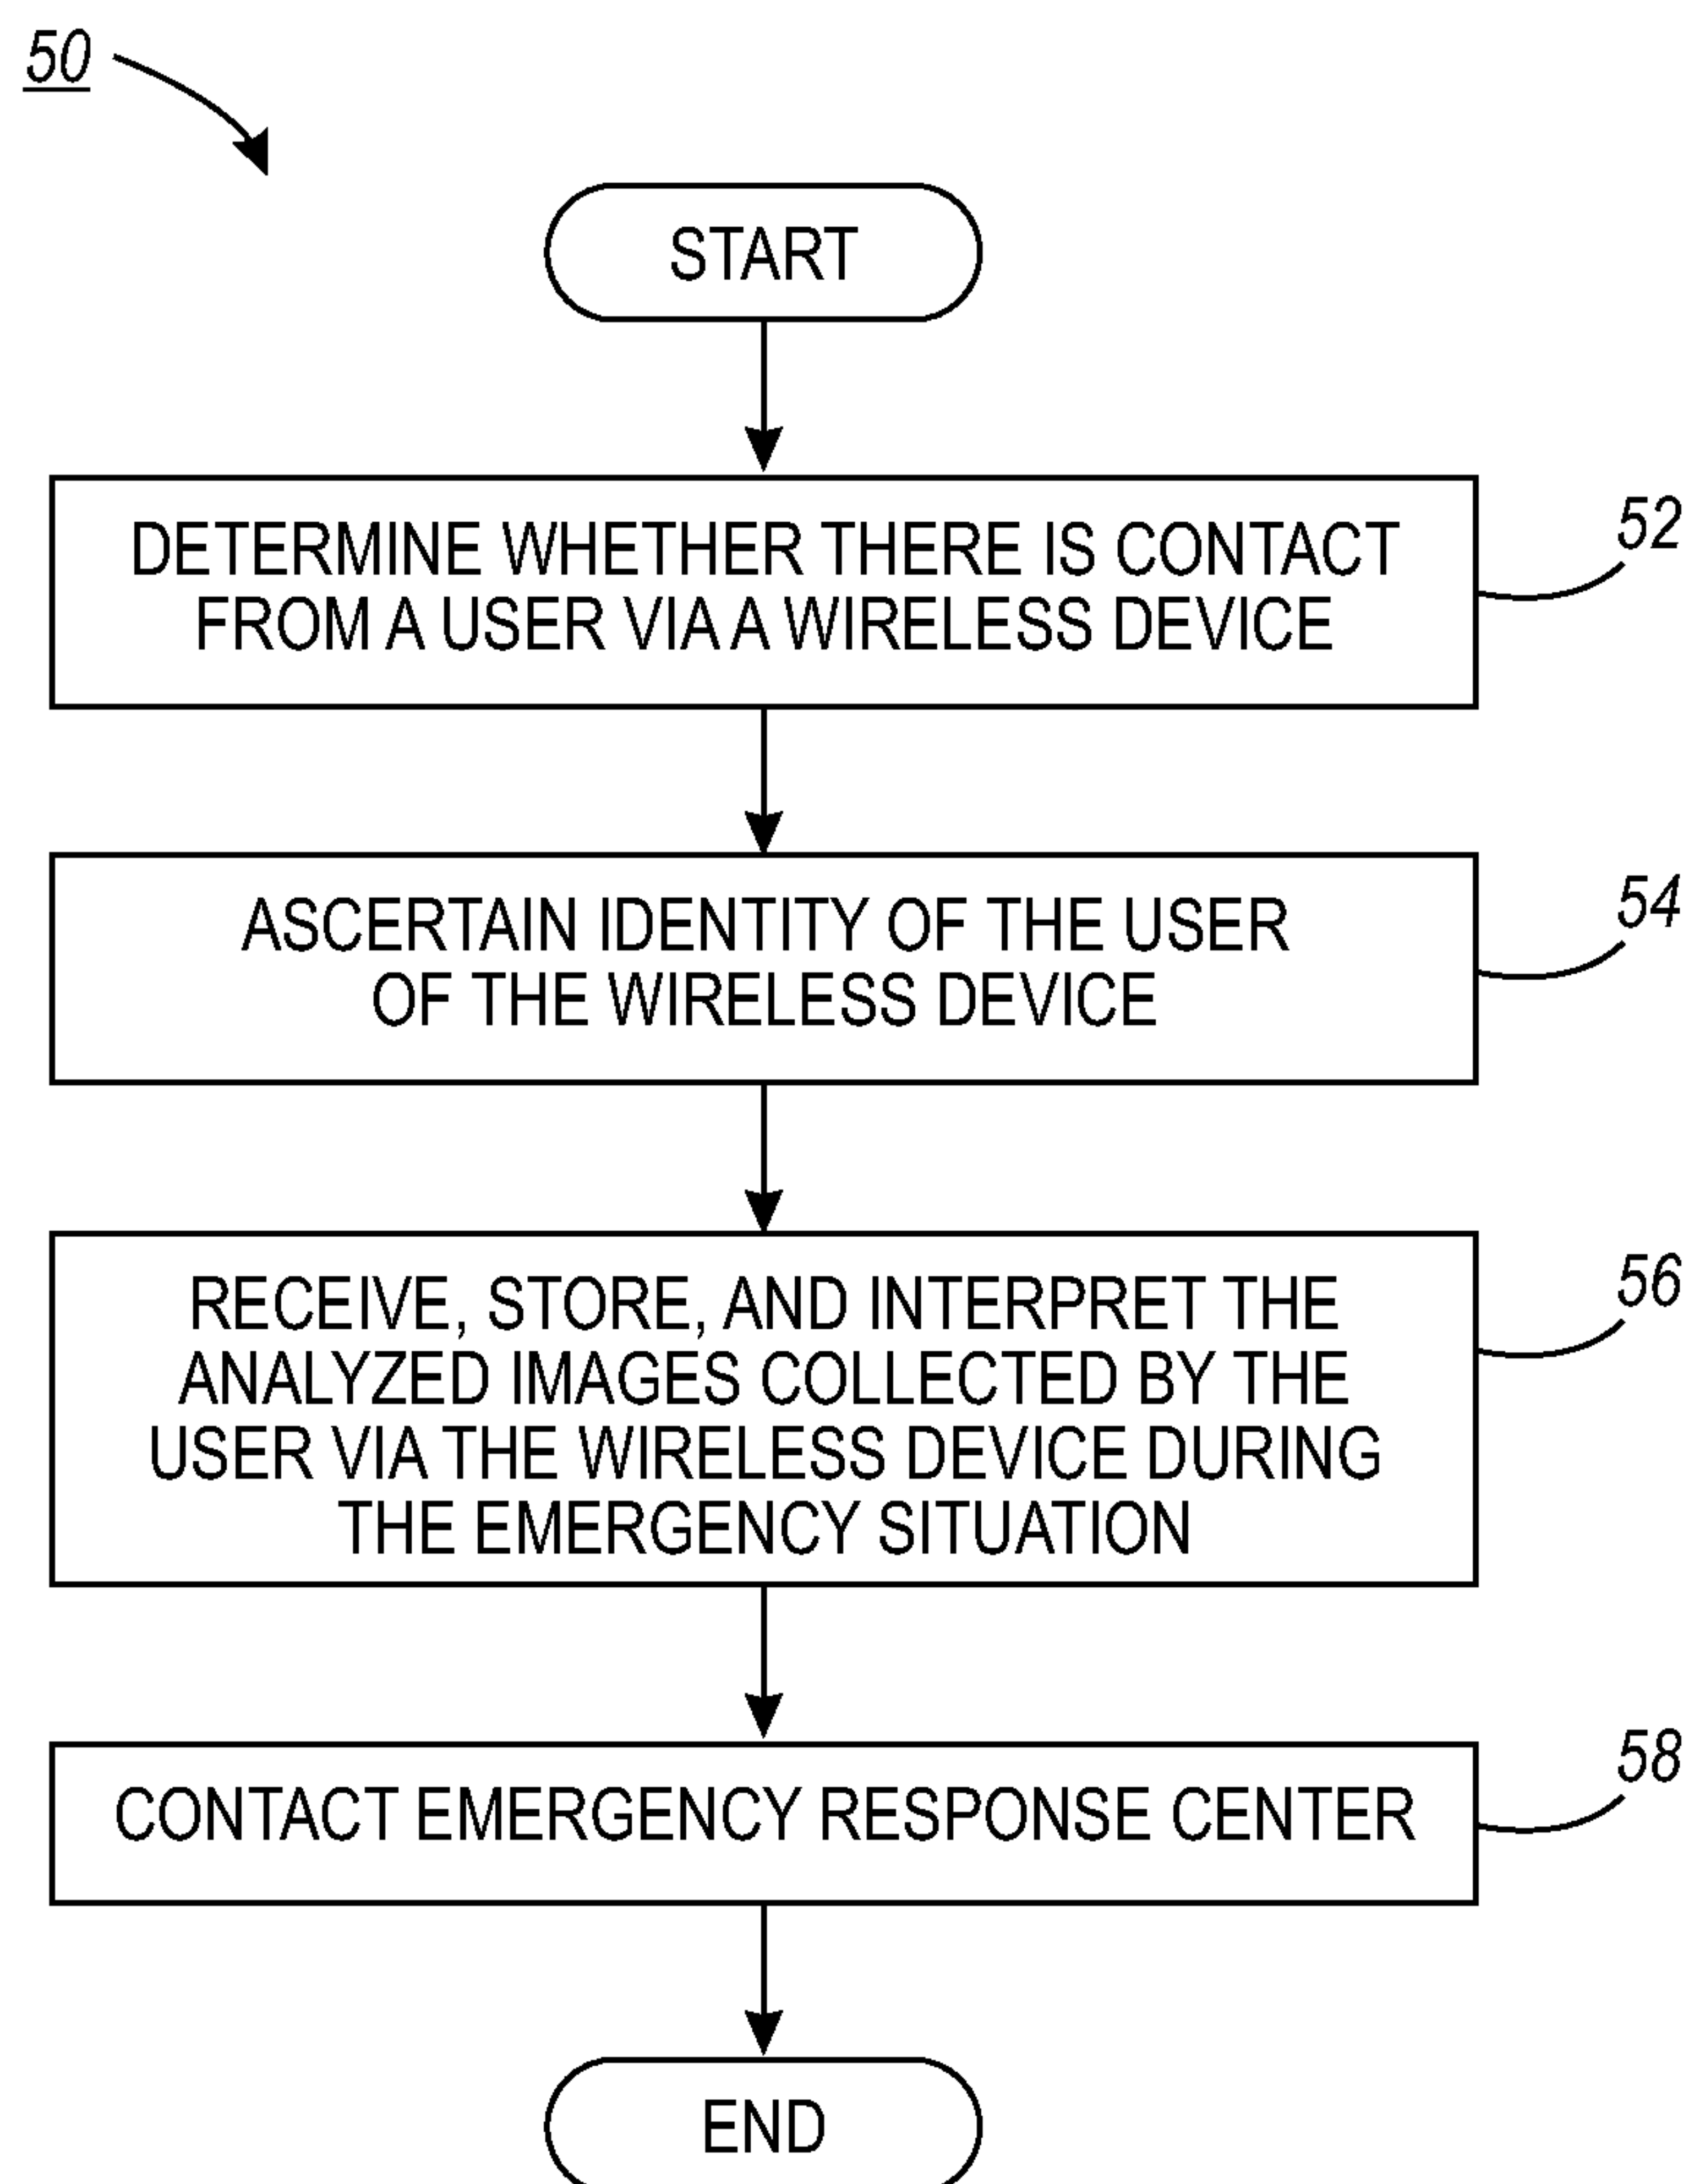 50
START
DETERMINE WHETHER THERE IS CONTACT
FROM A USER VIA A WIRELESS DEVICE
52
ASCERTAIN IDENTITY OF THE USER
OF THE WIRELESS DEVICE
54
RECEIVE, STORE, AND INTERPRET THE
ANALYZED IMAGES COLLECTED BY THE
USER VIA THE WIRELESS DEVICE DURING
THE EMERGENCY SITUATION
56
CONTACT EMERGENCY RESPONSE CENTER
58
END